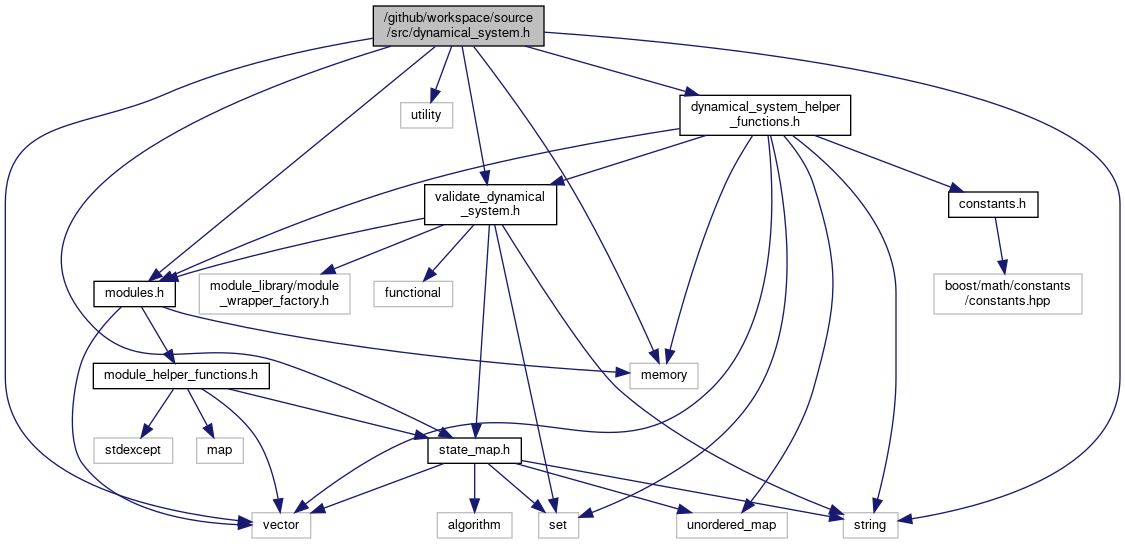 /github/workspace/source
/src/dynamical_system.h
utility
dynamical_system_helper
_functions.h
validate_dynamical
_system.h
constants.h
modules.h
module_library/module
_wrapper_factory.h
functional
boost/math/constants
/constants.hpp
module_helper_functions.h
memory
stdexcept
map
state_map.h
vector
algorithm
set
unordered_map
string